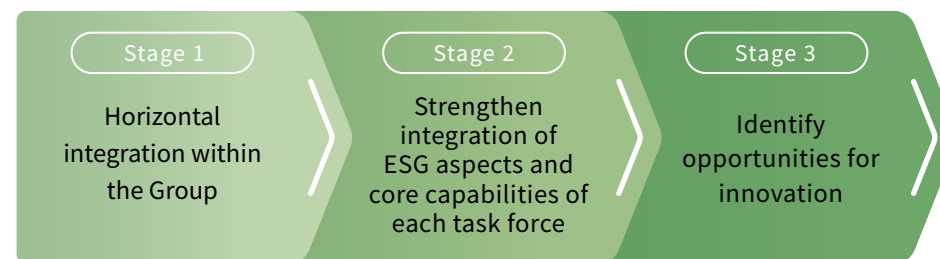 Stage 1
Horizontal
integration within
the Group
Stage 2
Strengthen
integration of
ESG aspects and
core capabilities of
each task force
Stage 3
Identify
opportunities for
innovation